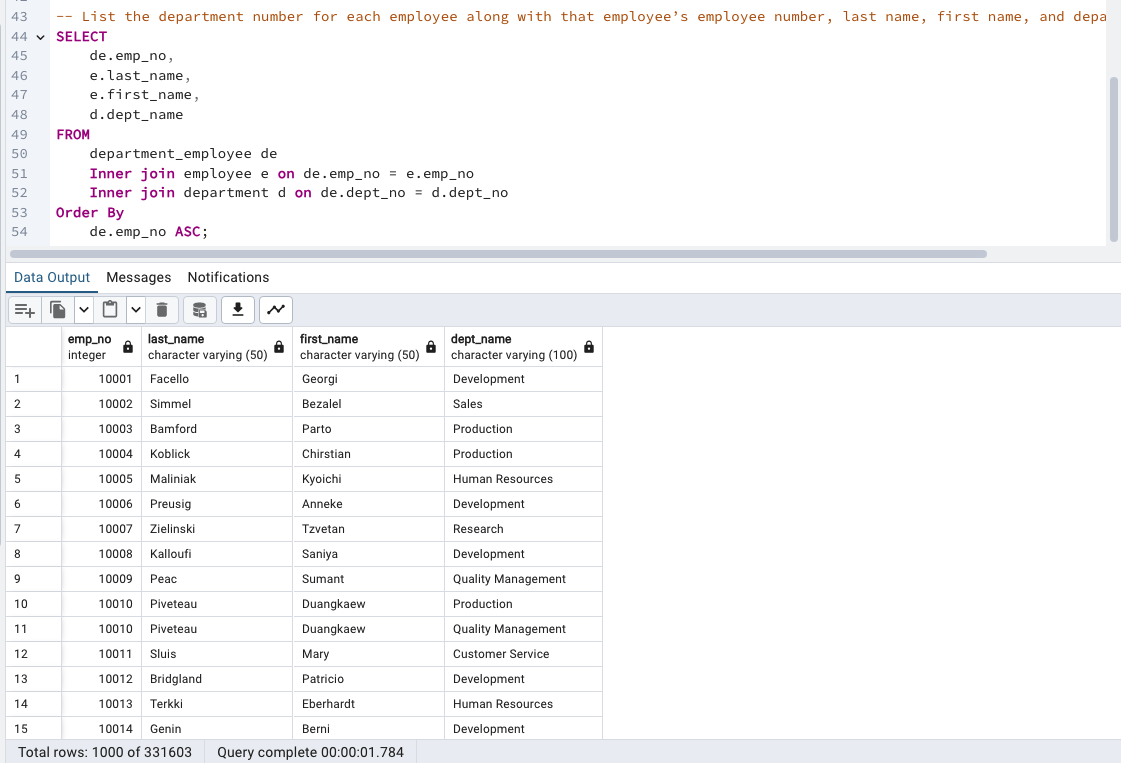 43 -- List the department number for each employee along with that employee’s employee number, last name, first name, and depa
44 SELECT
45 de.emp_no,
46 e.last_name,
47 e.first_name,
48 d.dept_name
49 FROM
50 department_employee de
51 Inner join employee e on de.emp_no = e.emp_no
52 Inner join department d on de.dept_no = d.dept_no
53 Order By
54 de.emp_no ASC;
Data Output Messages Notifications
emp_no last_name first_name dept_name
integer character varying (50) character varying (50) character varying (100)
1 10001 Facello Georgi Development
2 10002 Simmel Bezalel Sales
3 10003 Bamford Parto Production
4 10004 Koblick Chirstian Production
5 10005 Maliniak Kyoichi Human Resources
6 10006 Preusig Anneke Development
7 10007 Zielinski Tzvetan Research
8 10008 Kalloufi Saniya Development
9 10009 Peac Sumant Quality Management
10 10010 Piveteau Duangkaew Production
11 10010 Piveteau Duangkaew Quality Management
12 10011 Sluis Mary Customer Service
13 10012 Bridgland Patricio Development
14 10013 Terkki Eberhardt Human Resources
15 10014 Genin Berni Development
Total rows: 1000 of 331603 Query complete 00:00:01.784